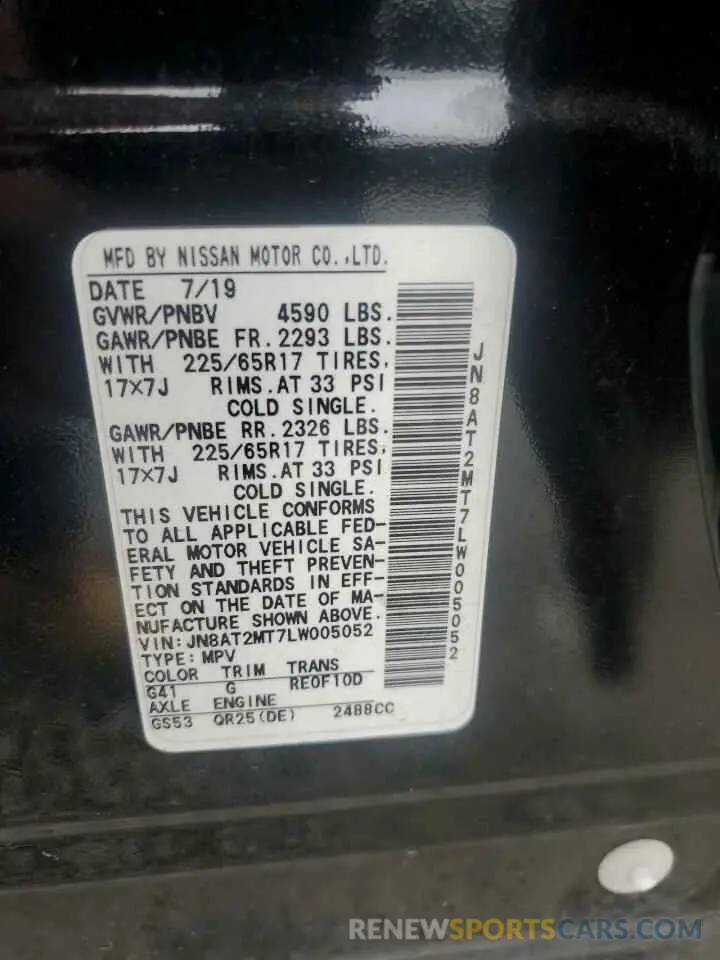 MFD BY NISSAN MOTOR CO.,LTD.
DATE 7/19
GVWR/PNBV 4590 LBS.
GAWR/PNBE FR. 2293 LBS.
WITH 225/65R17 TIRES,
17×7J RIMS. AT 33 PSI
COLD SINGLE.
GAWR/PNBE RR. 2326 LBS.
WITH 225/65R17 TIRES,
17×7J RIMS. AT 33 PSI
COLD SINGLE.
THIS VEHICLE CONFORMS
TO ALL APPLICABLE FED-
ERAL MOTOR VEHICLE SA-
FETY AND THEFT PREVEN-
TION STANDARDS IN EFF-
ECT ON THE DATE OF MA-
NUFACTURE SHOWN ABOVE.
VIN: JN8AT2MT7LW005052
TYPE: MPV
COLOR TRIM TRANS
G41 G RE0F10D
AXLE ENGINE
GS53 QR25(DE) 2488CC
JN8AT2MT7LW005052
RENEWSPORTSCARS.COM